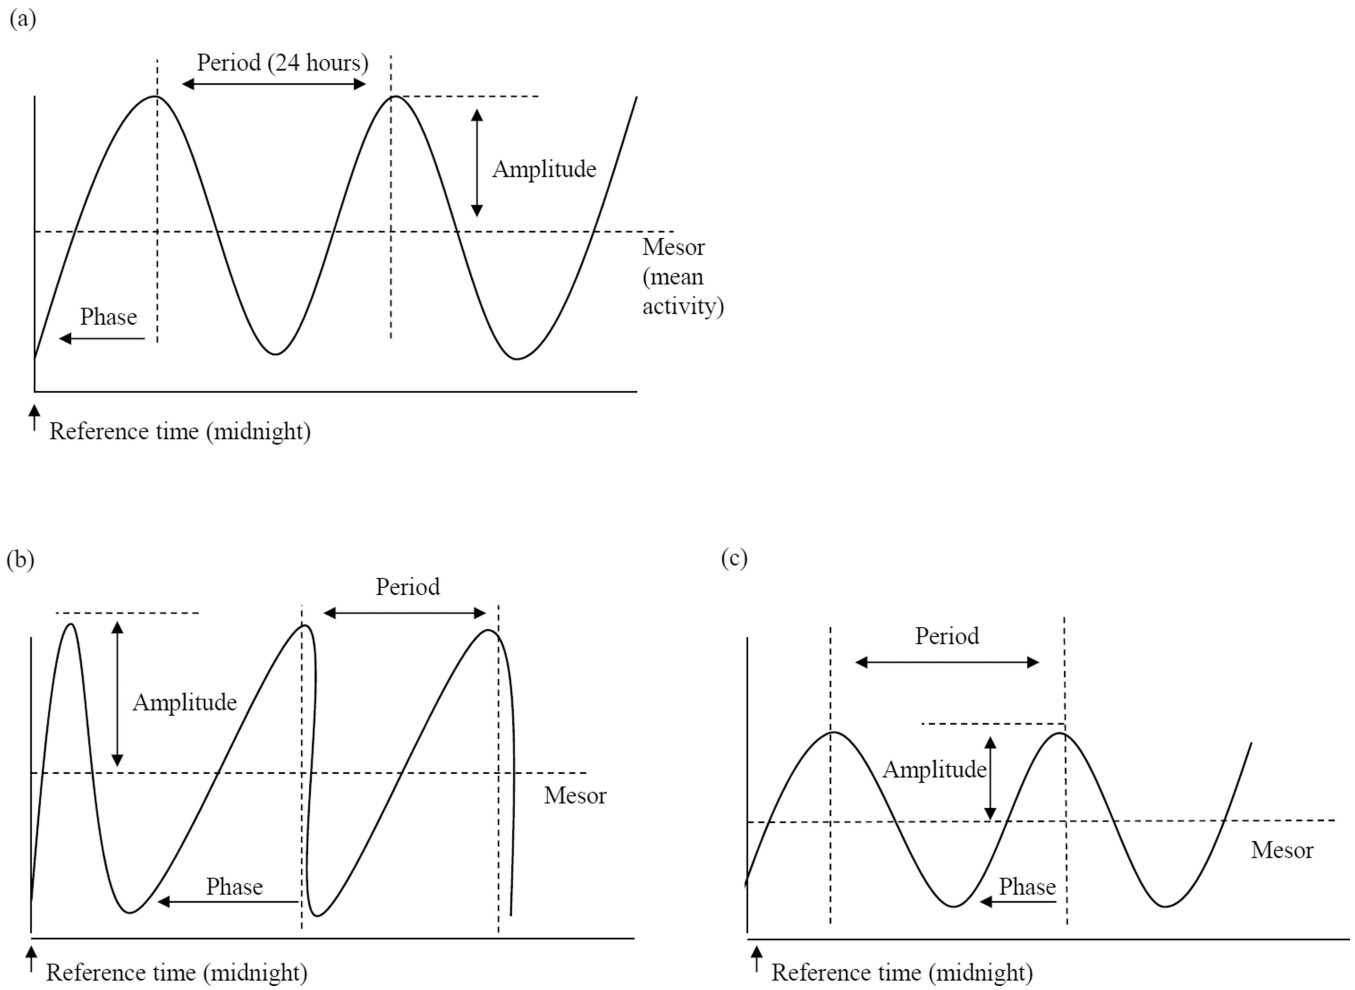 (a)
Period (24 hours)
Amplitude
Mesor
(mean
activity)
Phase
Reference time (midnight)
(b)
Period
Amplitude
Mesor
Phase
Reference time (midnight)
(c)
Period
Amplitude
Mesor
Phase
Reference time (midnight)